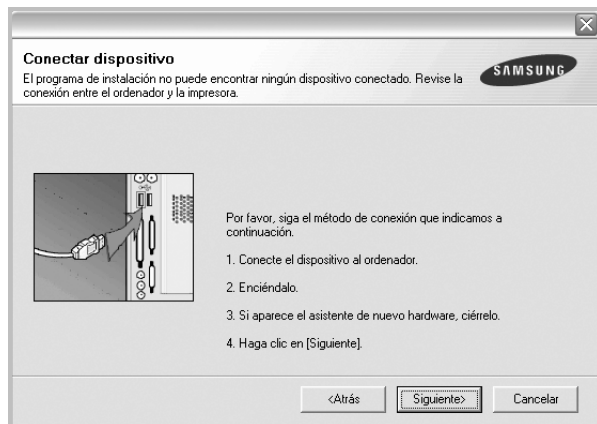 Conectar dispositivo
El programa de instalación no puede encontrar ningún dispositivo conectado. Revise la
conexión entre el ordenador y la impresora.
SAMSUNG
Por favor, siga el método de conexión que indicamos a
continuación.
1. Conecte el dispositivo al ordenador.
2. Enciéndalo.
3. Si aparece el asistente de nuevo hardware, ciérrelo.
4. Haga clic en [Siguiente].
<Atrás
Siguiente>
Cancelar